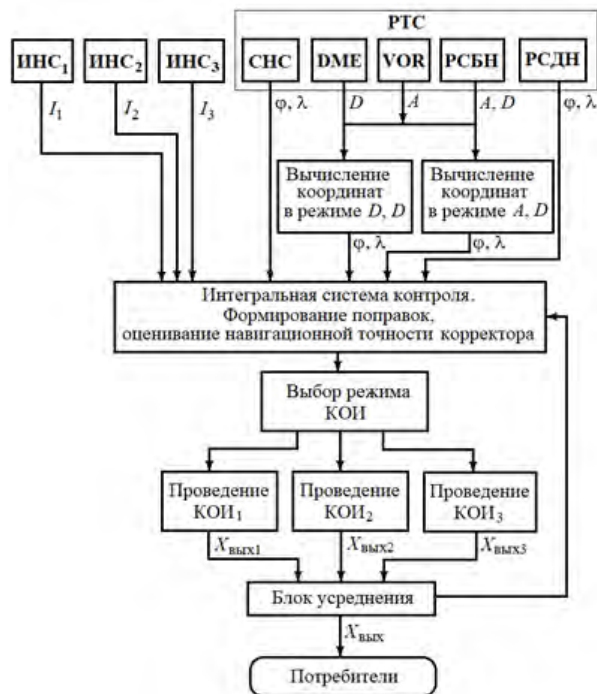 РТС
ИНС₁ ИНС₂ ИНС₃ СНС DME VOR РСБН РСДН
I₁ I₂ I₃ φ, λ D A A, D φ, λ
Вычисление
координат
в режиме D, D
Вычисление
координат
в режиме A, D
φ, λ φ, λ
Интегральная система контроля.
Формирование поправок,
оценивание навигационной точности корректора
Выбор режима
КОИ
Проведение
КОИ₁
Проведение
КОИ₂
Проведение
КОИ₃
Xвых1 Xвых2 Xвых3
Блок усреднения
Xвых
Потребители